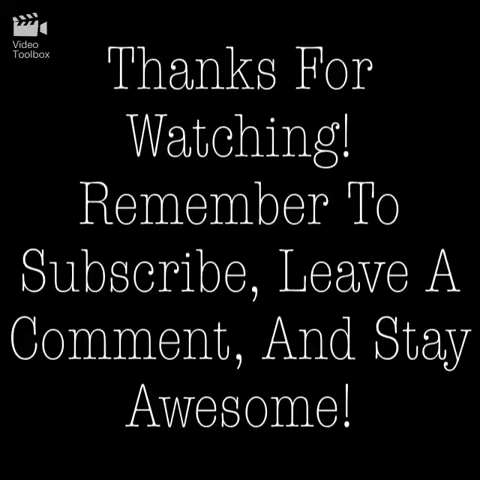 Video
Toolbox
Thanks For
Watching!
Remember To
Subscribe, Leave A
Comment, And Stay
Awesome!